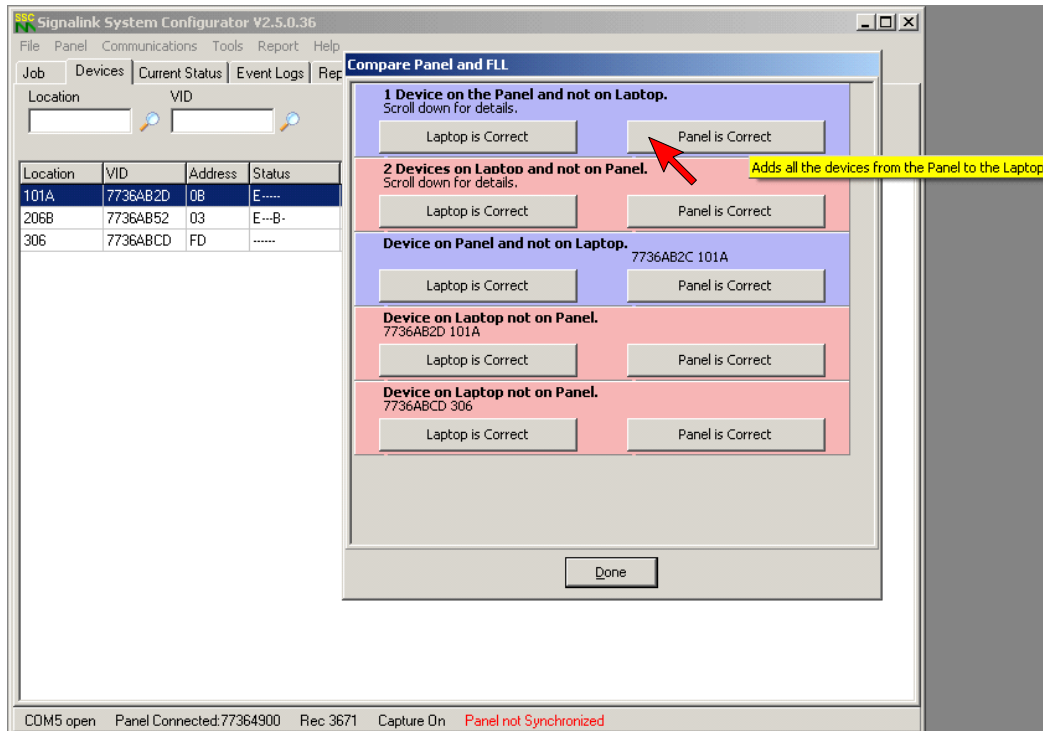 SSC
Signalink System Configurator V2.5.0.36
File Panel Communications Tools Report Help
Job Devices Current Status Event Logs Rep
Location VID
Location VID Address Status
101A 7736AB2D 0B E-----
206B 7736AB52 03 E---B-
306 7736ABCD FD ------
Compare Panel and FLL
1 Device on the Panel and not on Laptop.
Scroll down for details.
Laptop is Correct Panel is Correct
Adds all the devices from the Panel to the Laptop
2 Devices on Laptop and not on Panel.
Scroll down for details.
Laptop is Correct Panel is Correct
Device on Panel and not on Laptop.
7736AB2C 101A
Laptop is Correct Panel is Correct
Device on Laptop not on Panel.
7736AB2D 101A
Laptop is Correct Panel is Correct
Device on Laptop not on Panel.
7736ABCD 306
Laptop is Correct Panel is Correct
Done
COM5 open Panel Connected:77364900 Rec 3671 Capture On Panel not Synchronized